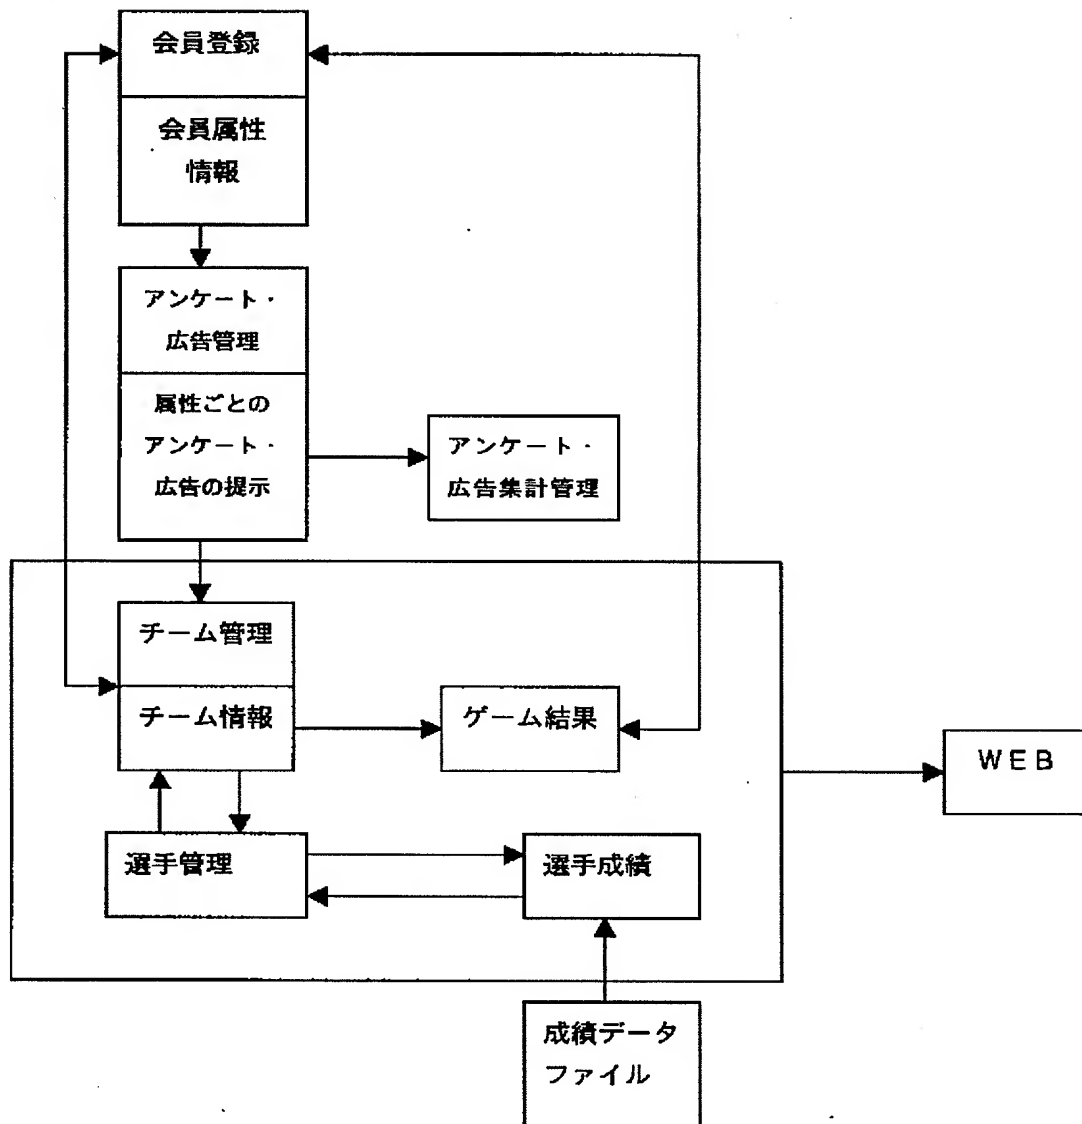 会員登録
会員属性
情報
アンケート・
広告管理
属性ごとの
アンケート・
広告の提示
アンケート・
広告集計管理
チーム管理
チーム情報
ゲーム結果
WEB
選手管理
選手成績
成績データ
ファイル